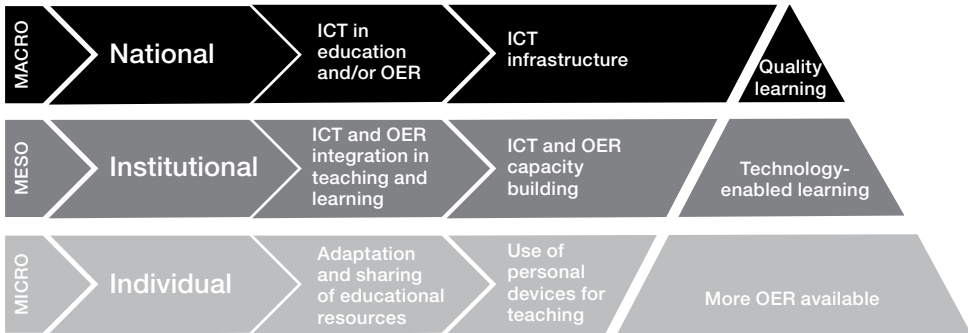 MACRO
National
ICT in
education
and/or OER
ICT
infrastructure
Quality
learning
MESO
Institutional
ICT and OER
integration in
teaching and
learning
ICT and OER
capacity
building
Technology-
enabled learning
MICRO
Individual
Adaptation
and sharing
of educational
resources
Use of
personal
devices for
teaching
More OER available